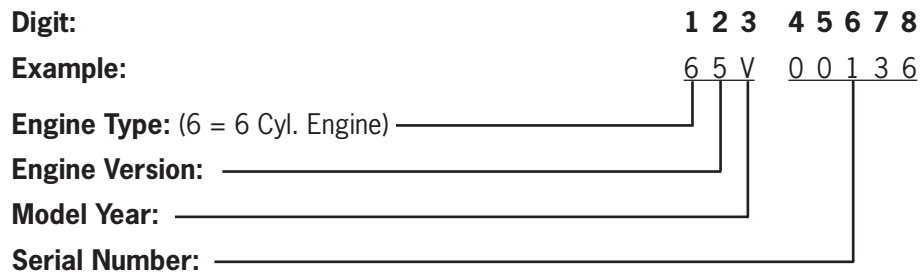 Digit: 1 2 3 4 5 6 7 8
Example: 6 5 V 0 0 1 3 6
Engine Type: (6 = 6 Cyl. Engine)
Engine Version:
Model Year:
Serial Number: